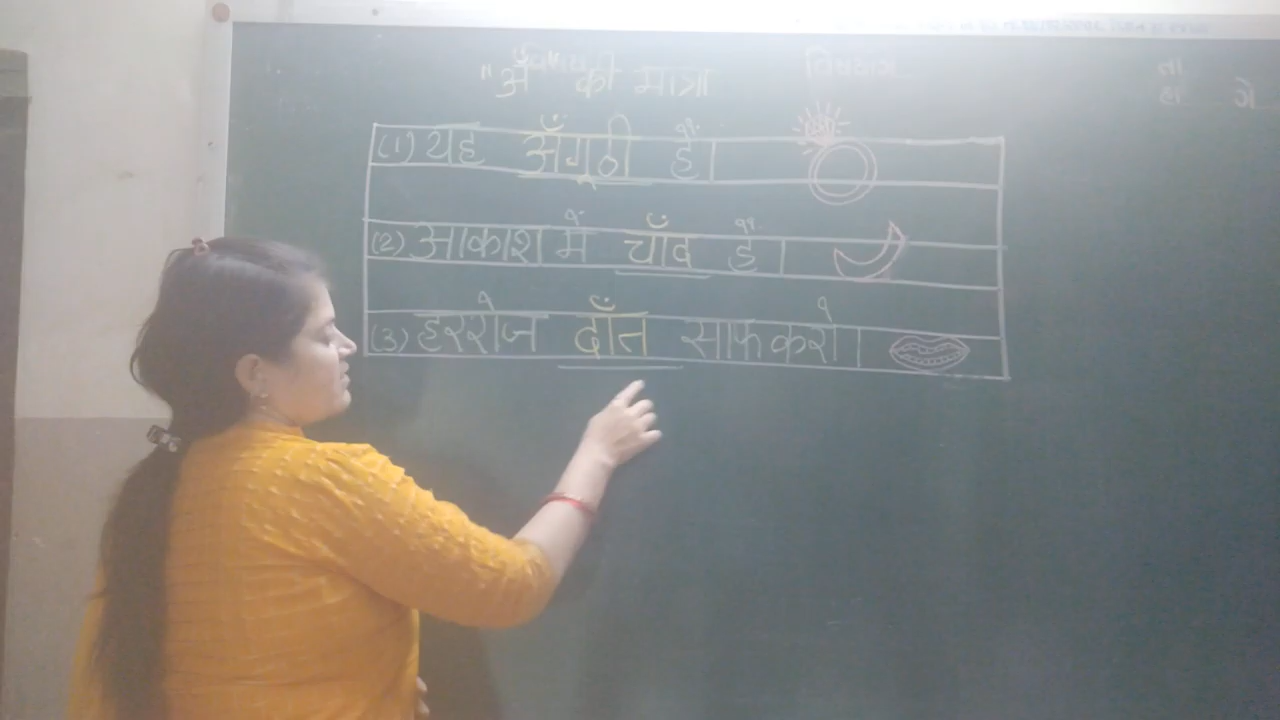 "अँ" की मात्रा
(1) यह अँगूठी है
(2) आकाश में चाँद है
(3) हररोज दाँत साफ करो